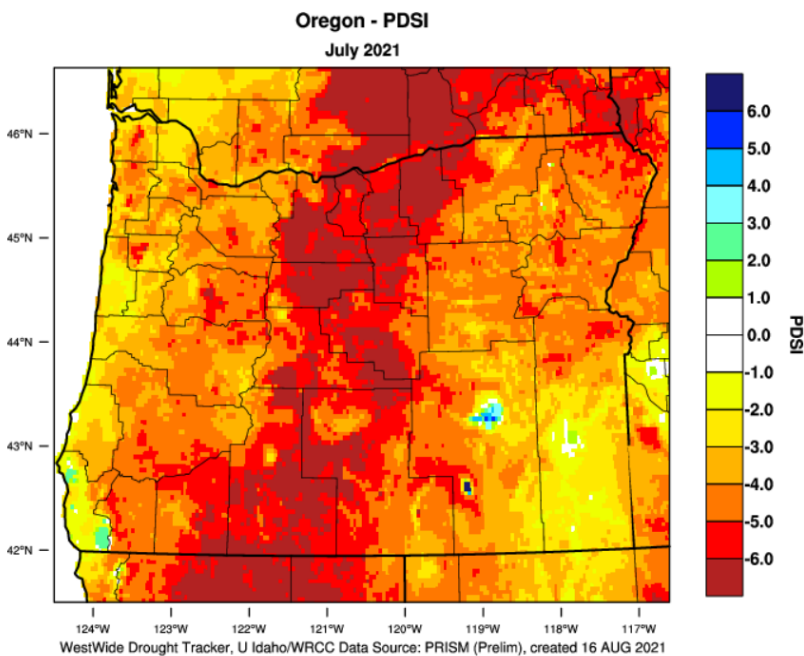 Oregon - PDSI
July 2021
46°N
45°N
44°N
43°N
42°N
124°W
123°W
122°W
121°W
120°W
119°W
118°W
117°W
6.0
5.0
4.0
3.0
2.0
1.0
0.0
-1.0
-2.0
-3.0
-4.0
-5.0
-6.0
PDSI
WestWide Drought Tracker, U Idaho/WRCC Data Source: PRISM (Prelim), created 16 AUG 2021